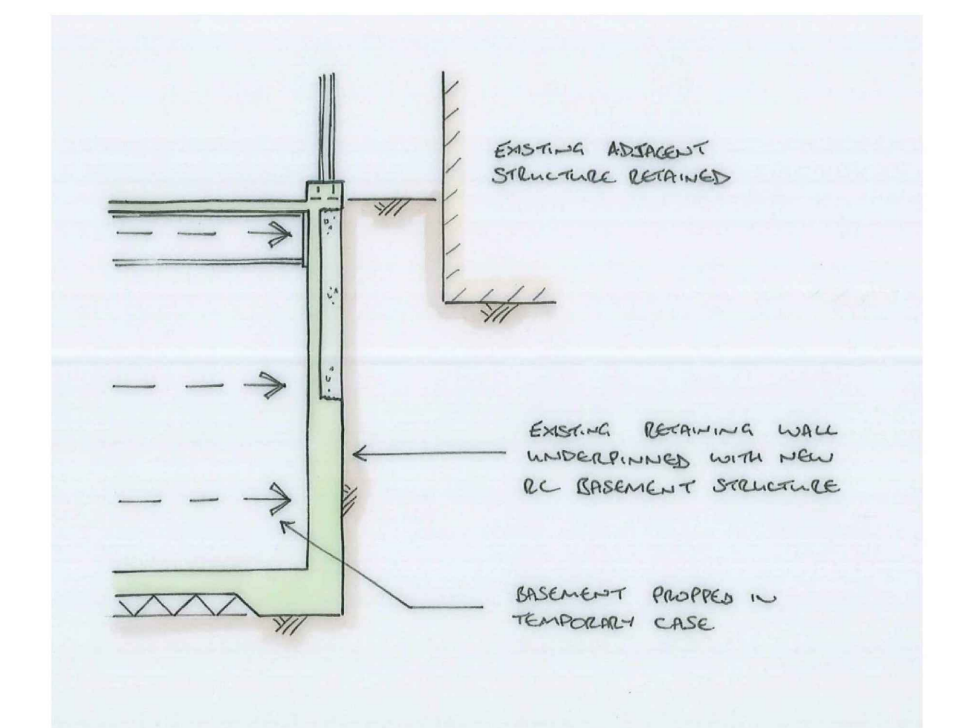 EXISTING ADJACENT
STRUCTURE RETAINED
EXISTING RETAINING WALL
UNDERPINNED WITH NEW
RC BASEMENT STRUCTURE
BASEMENT PROPPED IN
TEMPORARY CASE